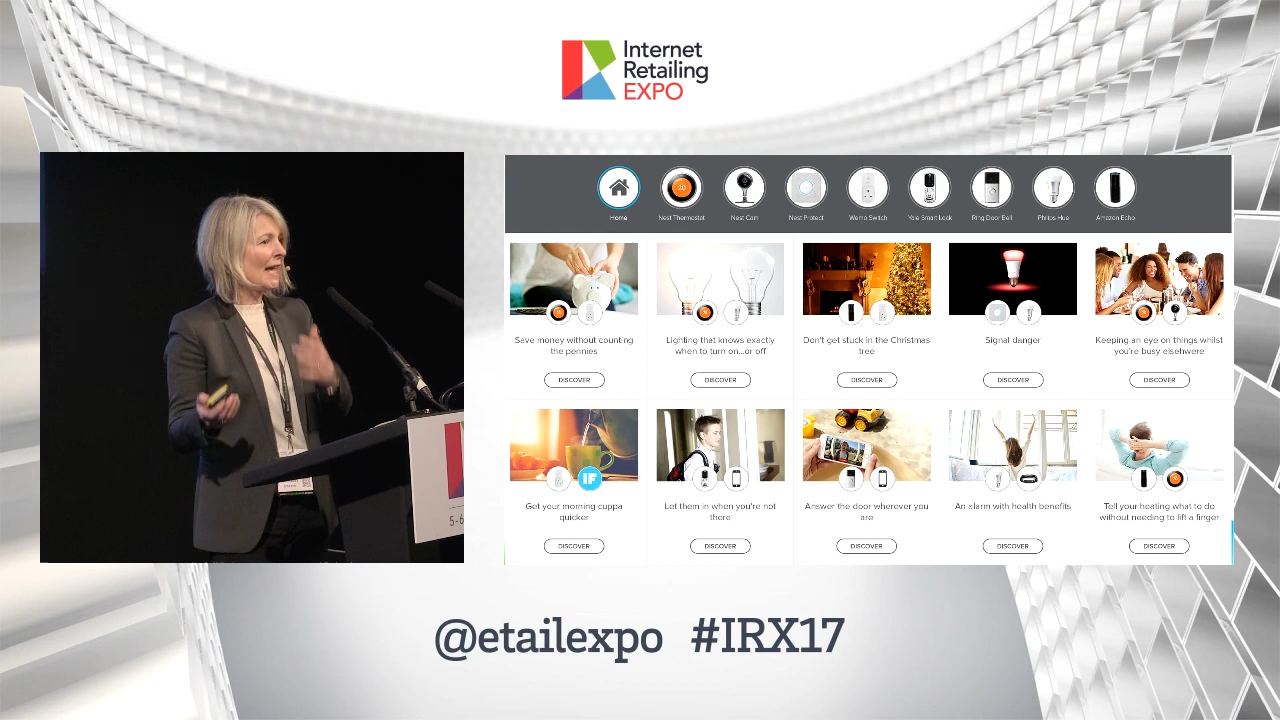 Internet
Retailing
EXPO
20
Home
Nest Thermostat
Nest Cam
Nest Protect
Wemo Switch
Yale Smart Lock
Ring Door Bell
Philips Hue
Amazon Echo
Save money without counting
the pennies
DISCOVER
Lighting that knows exactly
when to turn on...or off
DISCOVER
Don't get stuck in the Christmas
tree
DISCOVER
Signal danger
DISCOVER
Keeping an eye on things whilst
you're busy elsehwere
DISCOVER
IF
Get your morning cuppa
quicker
DISCOVER
Let them in when you're not
there
DISCOVER
Answer the door wherever you
are
DISCOVER
An alarm with health benefits
DISCOVER
Tell your heating what to do
without needing to lift a finger
DISCOVER
5-6
@etailexpo #IRX17